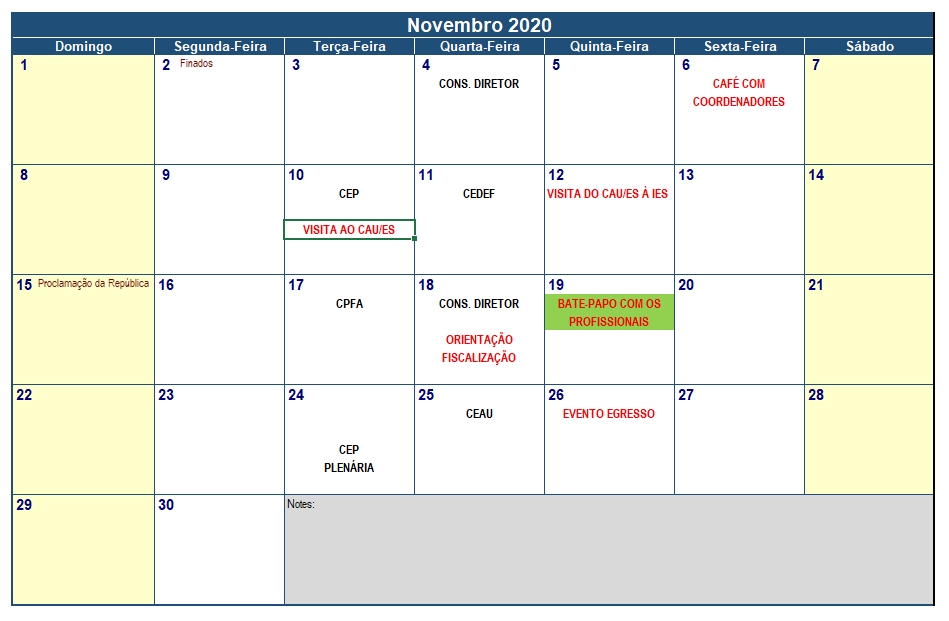 Novembro 2020
Domingo Segunda-Feira Terça-Feira Quarta-Feira Quinta-Feira Sexta-Feira Sábado
1 2 Finados 3 4 5 6 7
CONS. DIRETOR CAFÉ COM
COORDENADORES
8 9 10 11 12 13 14
CEP CEDEF VISITA DO CAU/ES À IES
VISITA AO CAU/ES
15 Proclamação da República 16 17 18 19 20 21
CPFA CONS. DIRETOR BATE-PAPO COM OS
PROFISSIONAIS
ORIENTAÇÃO
FISCALIZAÇÃO
22 23 24 25 26 27 28
CEAU EVENTO EGRESSO
CEP
PLENÁRIA
29 30 Notes: